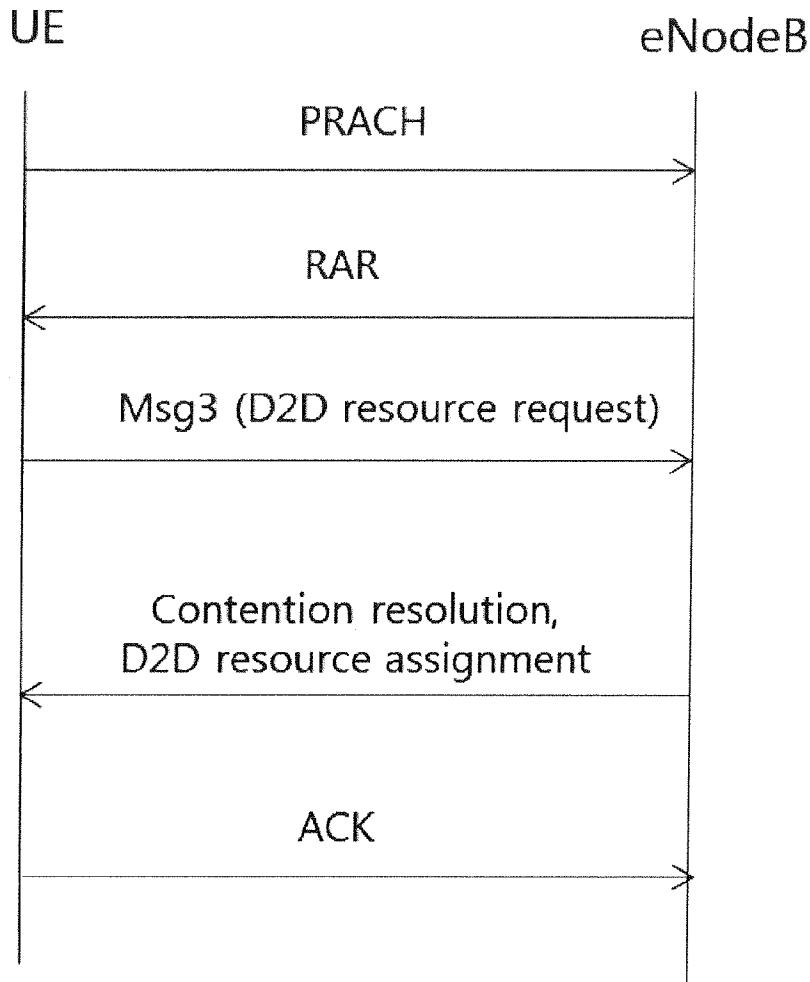 UE
eNodeB
PRACH
RAR
Msg3 (D2D resource request)
Contention resolution,
D2D resource assignment
ACK